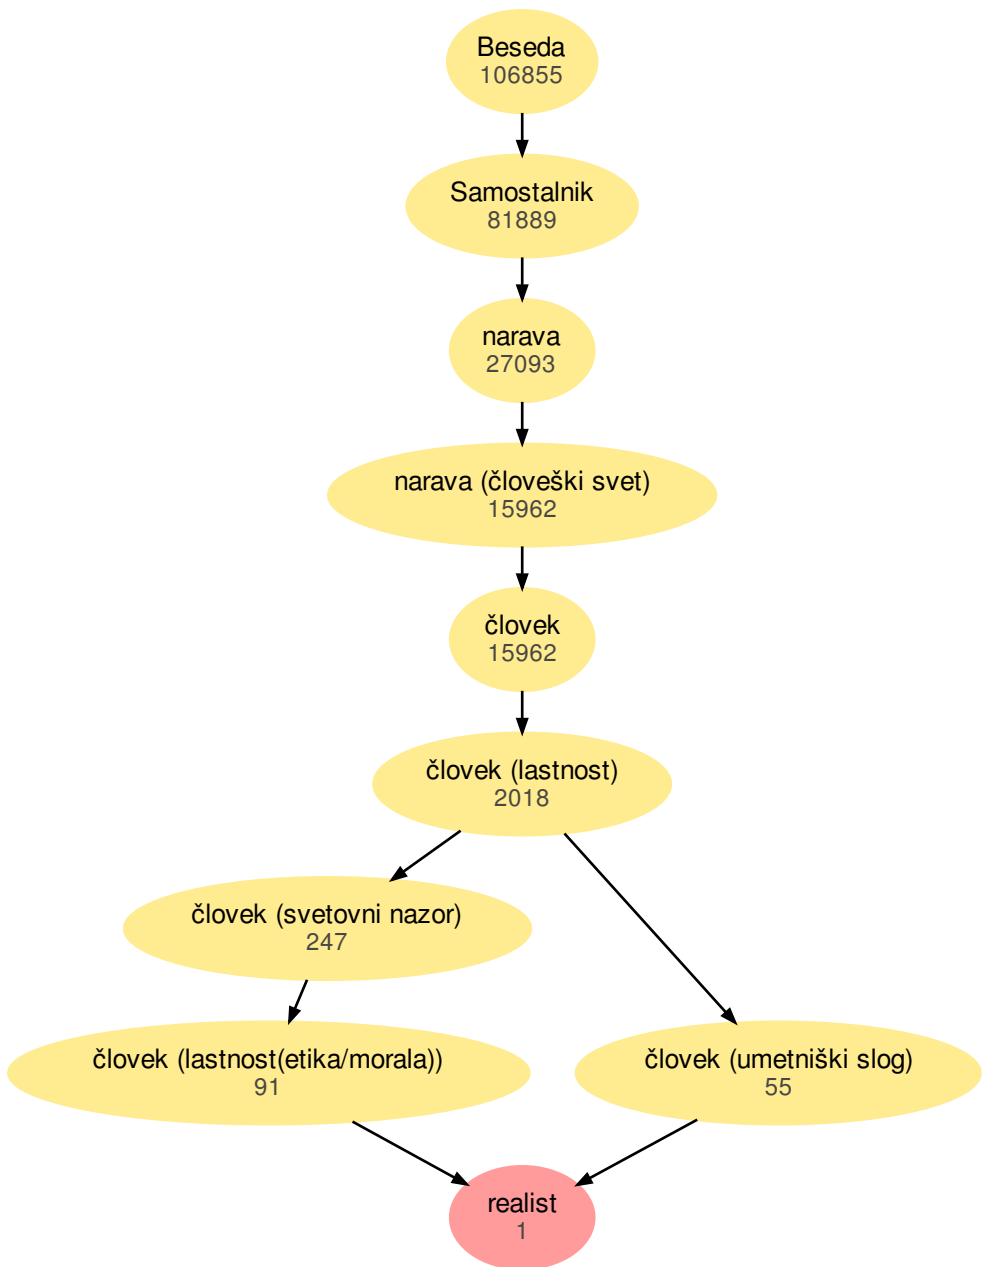 Beseda
106855
Samostalnik
81889
narava
27093
narava (človeški svet)
15962
človek
15962
človek (lastnost)
2018
človek (svetovni nazor)
247
človek (lastnost(etika/morala))
91
človek (umetniški slog)
55
realist
1